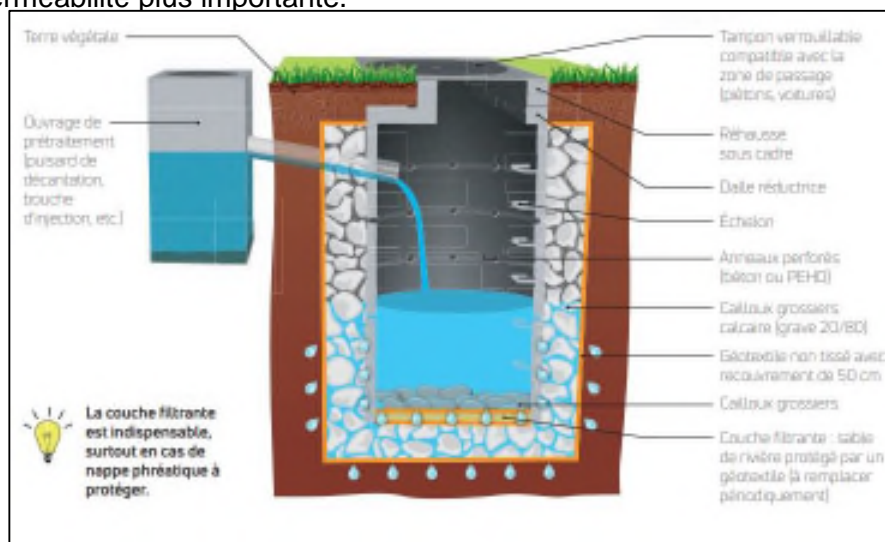 perméabilité plus importante.
Terre végétale
Ouvrage de
prétraitement
(puisard de
décantation,
bouche
d'injection, etc.)
La couche filtrante
est indispensable,
surtout en cas de
nappe phréatique à
protéger.
Tampon verrouillable
compatible avec la
zone de passage
(piétons, voitures)
Réhausse
sous cadre
Dalle réductrice
Échelon
Anneaux perforés
(béton ou PEHD)
Cailloux grossiers
calcaire (grave 20/80)
Géotextile non tissé avec
recouvrement de 50 cm
Cailloux grossiers
Couche filtrante : sable
de rivière protégé par un
géotextile (à remplacer
périodiquement)